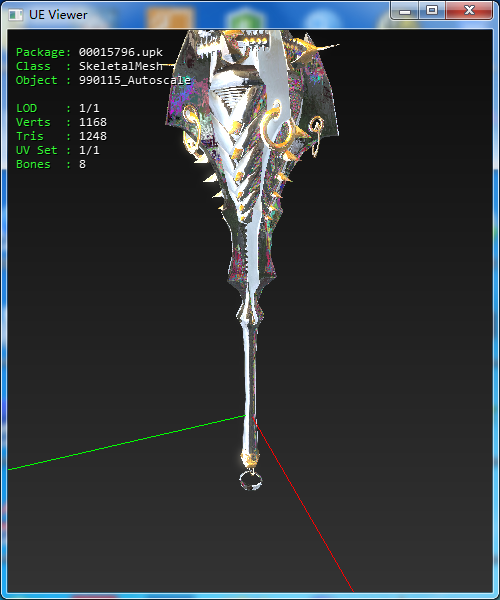 UE Viewer
Package: 00015796.upk
Class : SkeletalMesh
Object : 990115_Autoscale
LOD : 1/1
Verts : 1168
Tris : 1248
UV Set : 1/1
Bones : 8